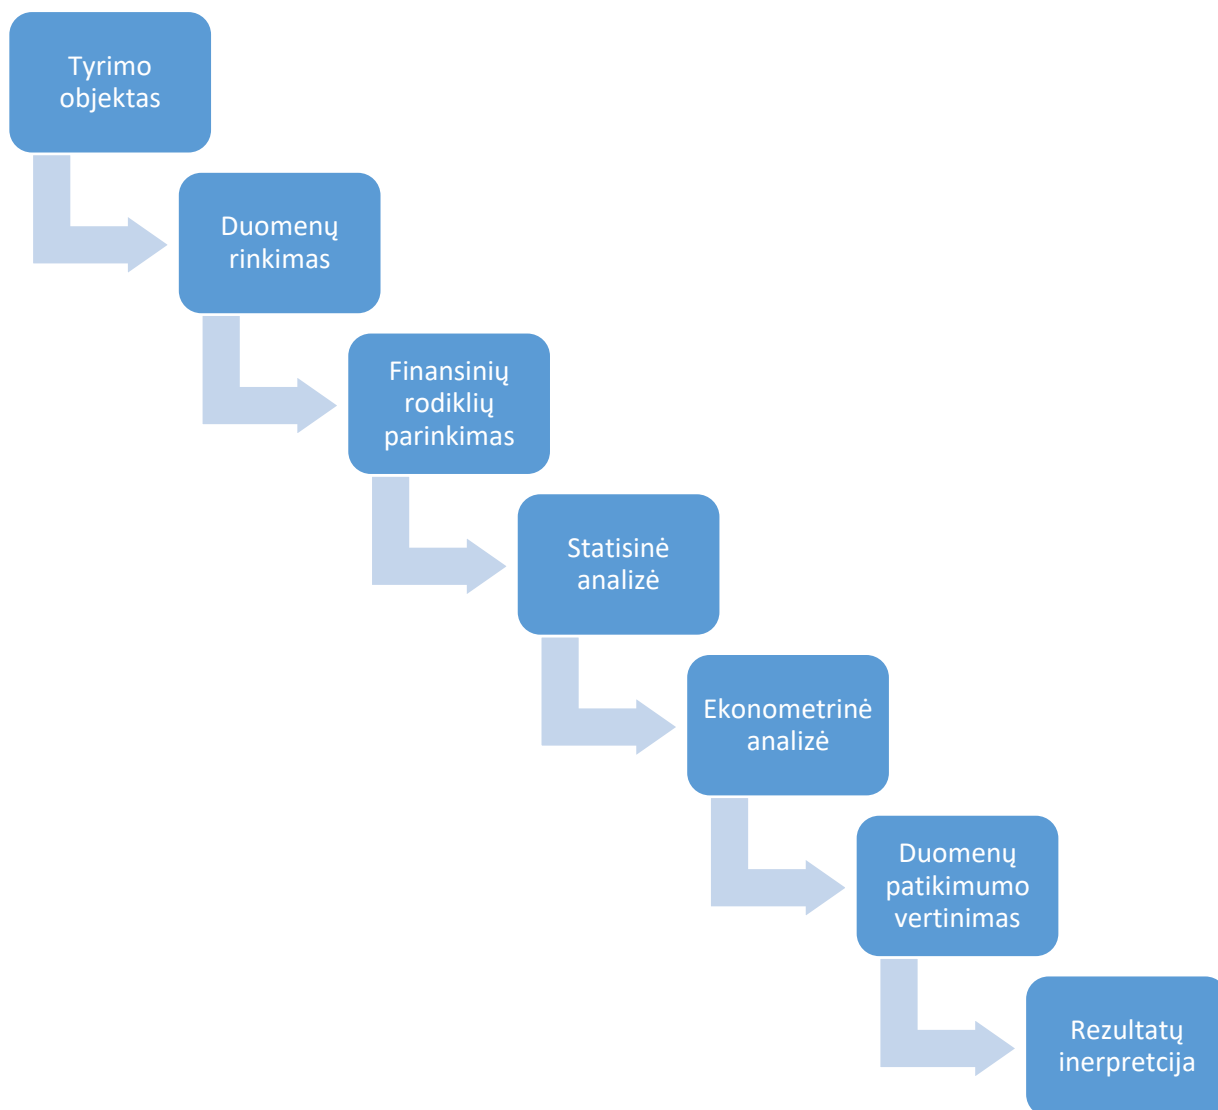 Tyrimo
objektas
Duomenų
rinkimas
Finansinių
rodiklių
parinkimas
Statisinė
analizė
Ekonometrinė
analizė
Duomenų
patikimumo
vertinimas
Rezultatų
inerpretcija